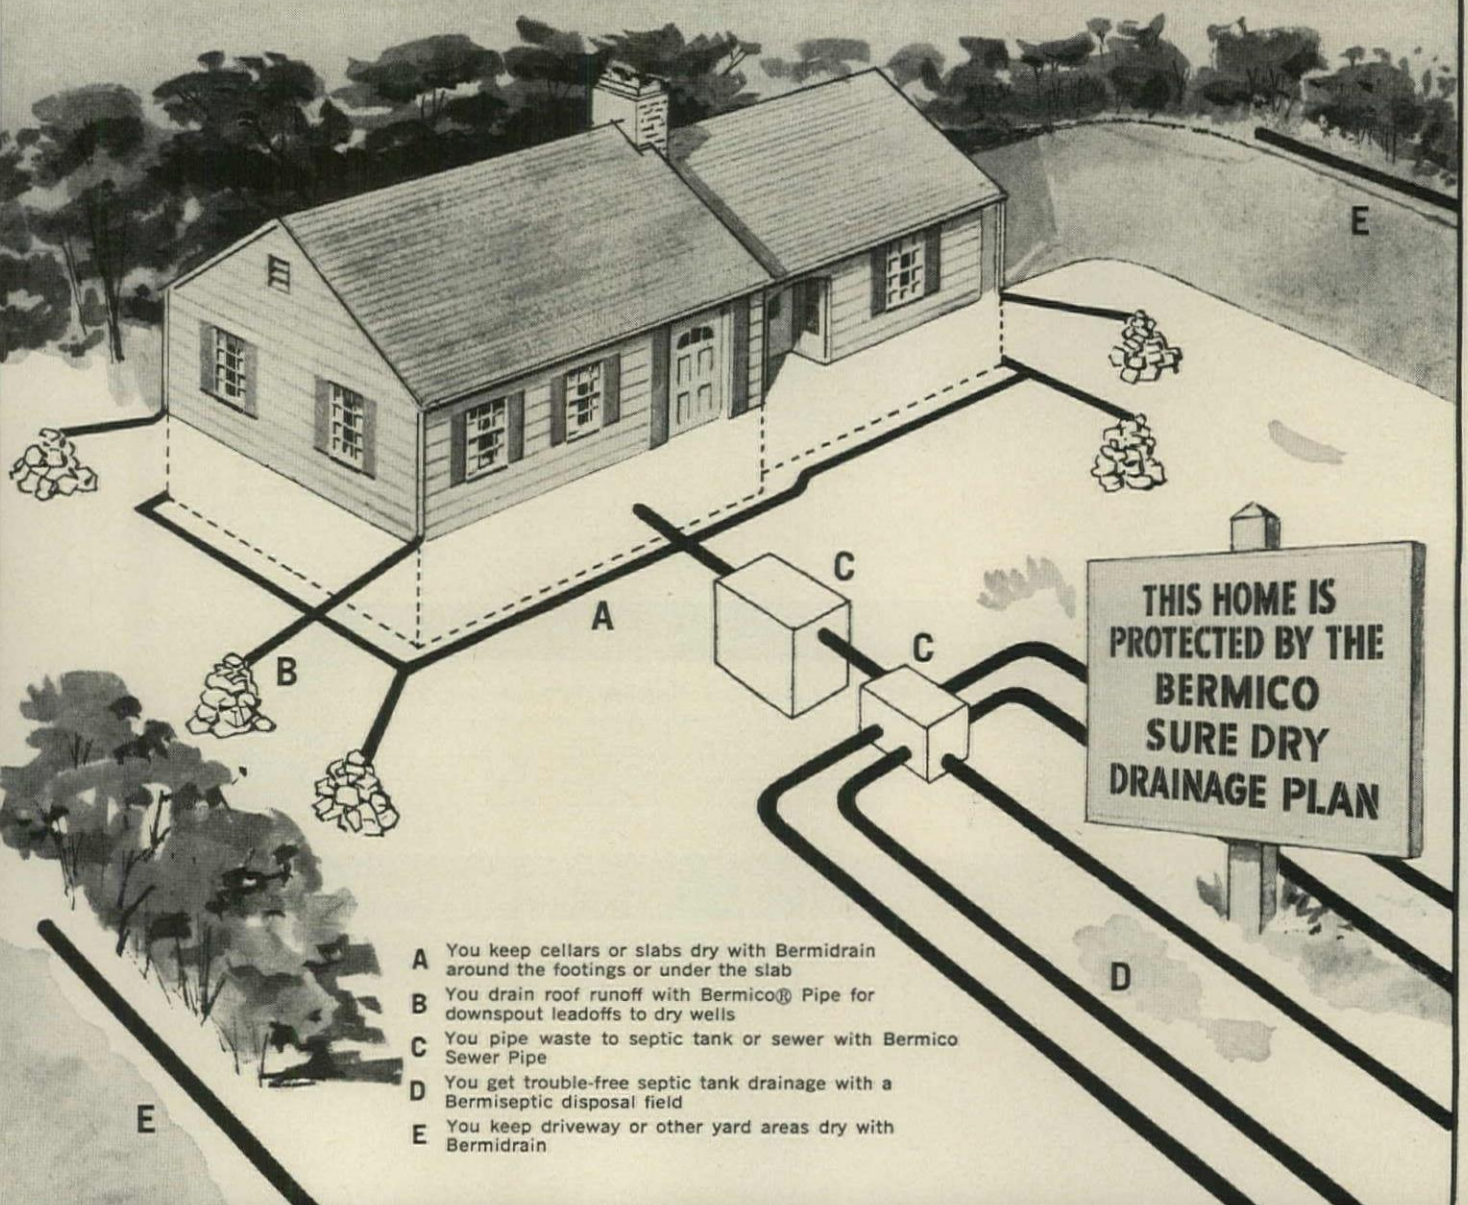 E
THIS HOME IS
PROTECTED BY THE
BERMICO
SURE DRY
DRAINAGE PLAN
C
C
A
B
D
A You keep cellars or slabs dry with Bermidrain
around the footings or under the slab
B You drain roof runoff with Bermico® Pipe for
downspout leadoffs to dry wells
C You pipe waste to septic tank or sewer with Bermico
Sewer Pipe
D You get trouble-free septic tank drainage with a
Bermiseptic disposal field
E You keep driveway or other yard areas dry with
Bermidrain
E